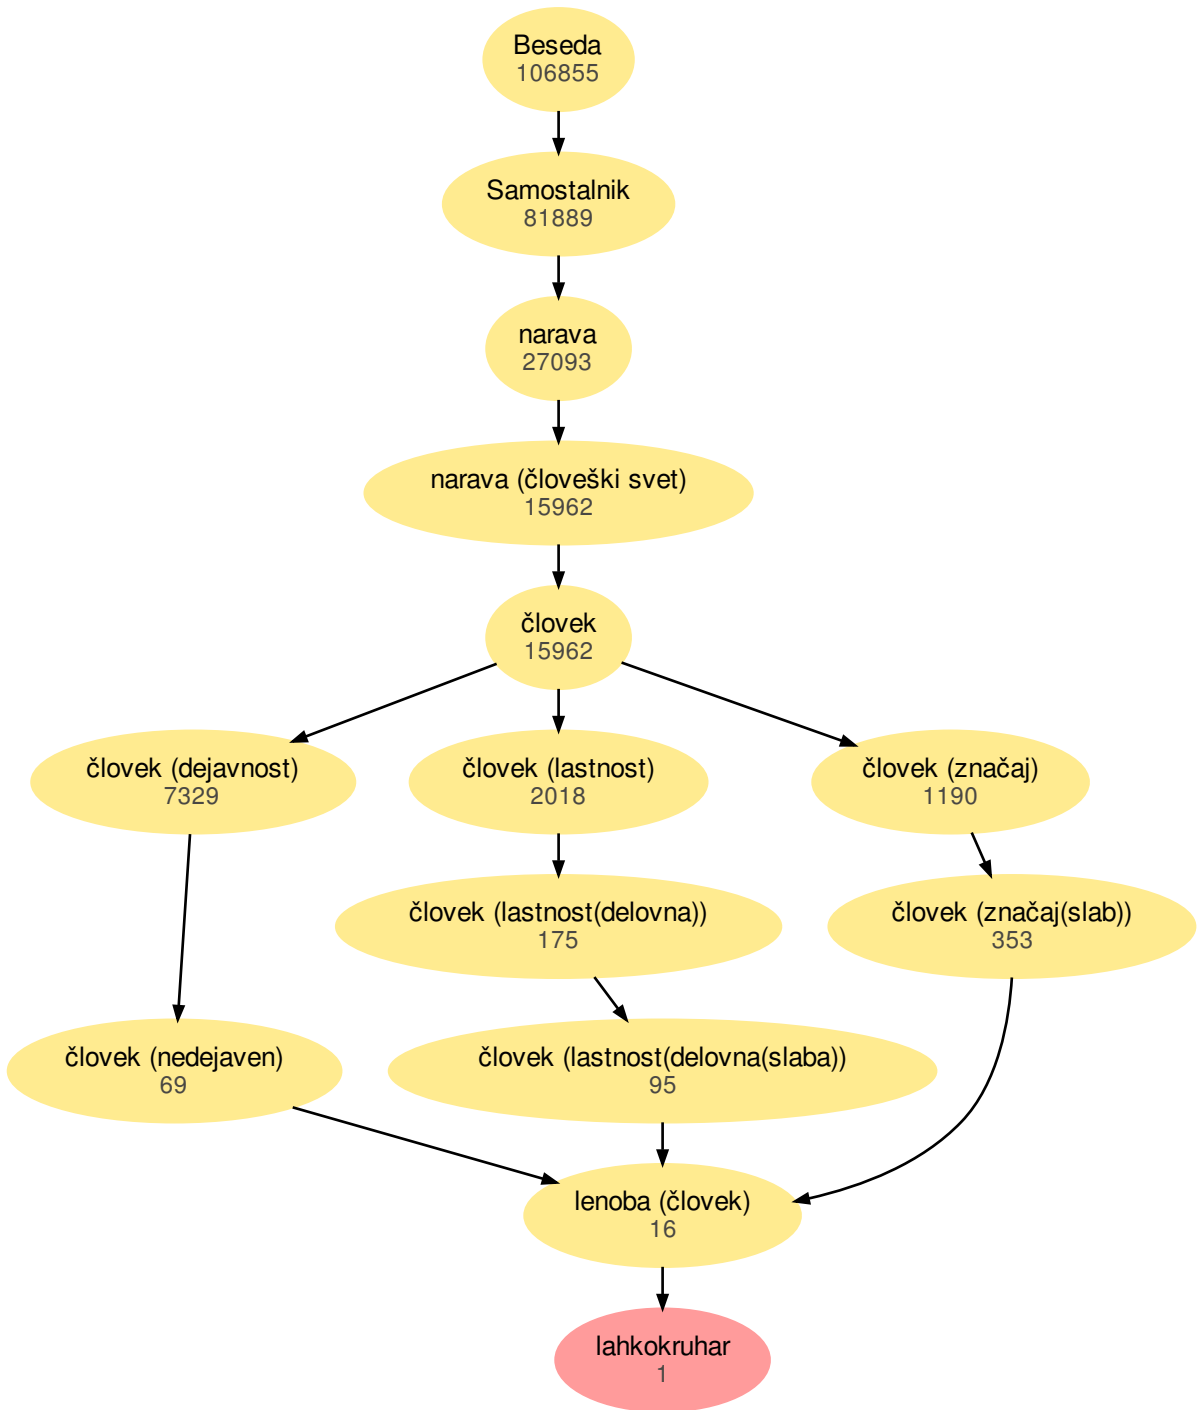 Beseda
106855
Samostalnik
81889
narava
27093
narava (človeški svet)
15962
človek
15962
človek (dejavnost)
7329
človek (lastnost)
2018
človek (značaj)
1190
človek (lastnost(delovna))
175
človek (značaj(slab))
353
človek (nedejaven)
69
človek (lastnost(delovna(slaba))
95
lenoba (človek)
16
lahkokruhar
1